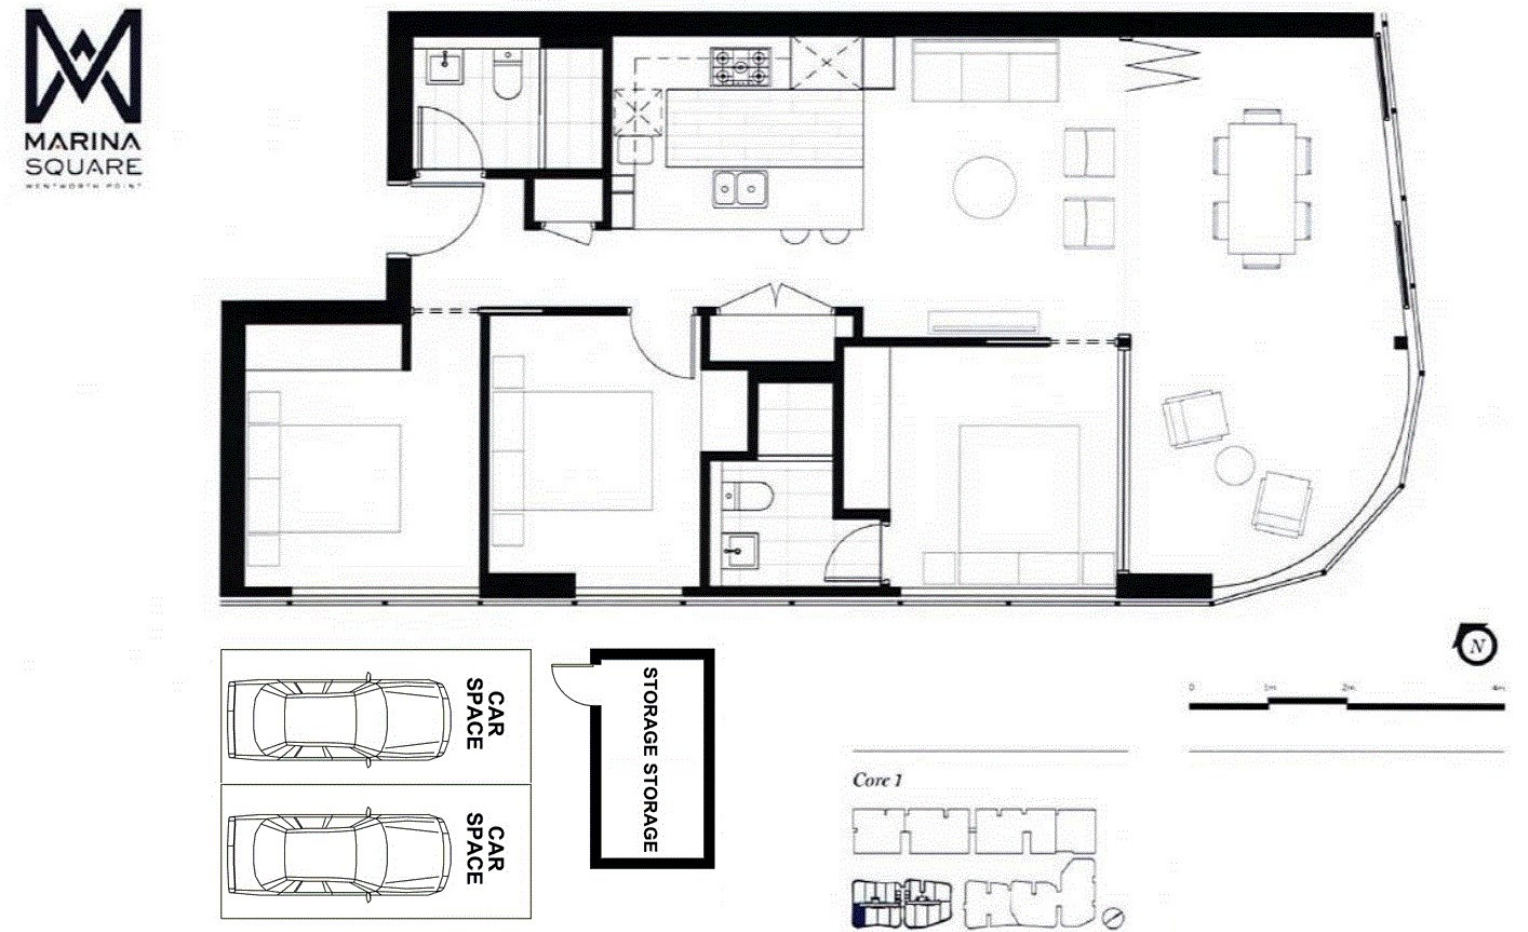 MARINA
SQUARE
WENTWORTH POINT
CAR
SPACE
CAR
SPACE
STORAGE STORAGE
N
0 1m 2m 4m
Core 1